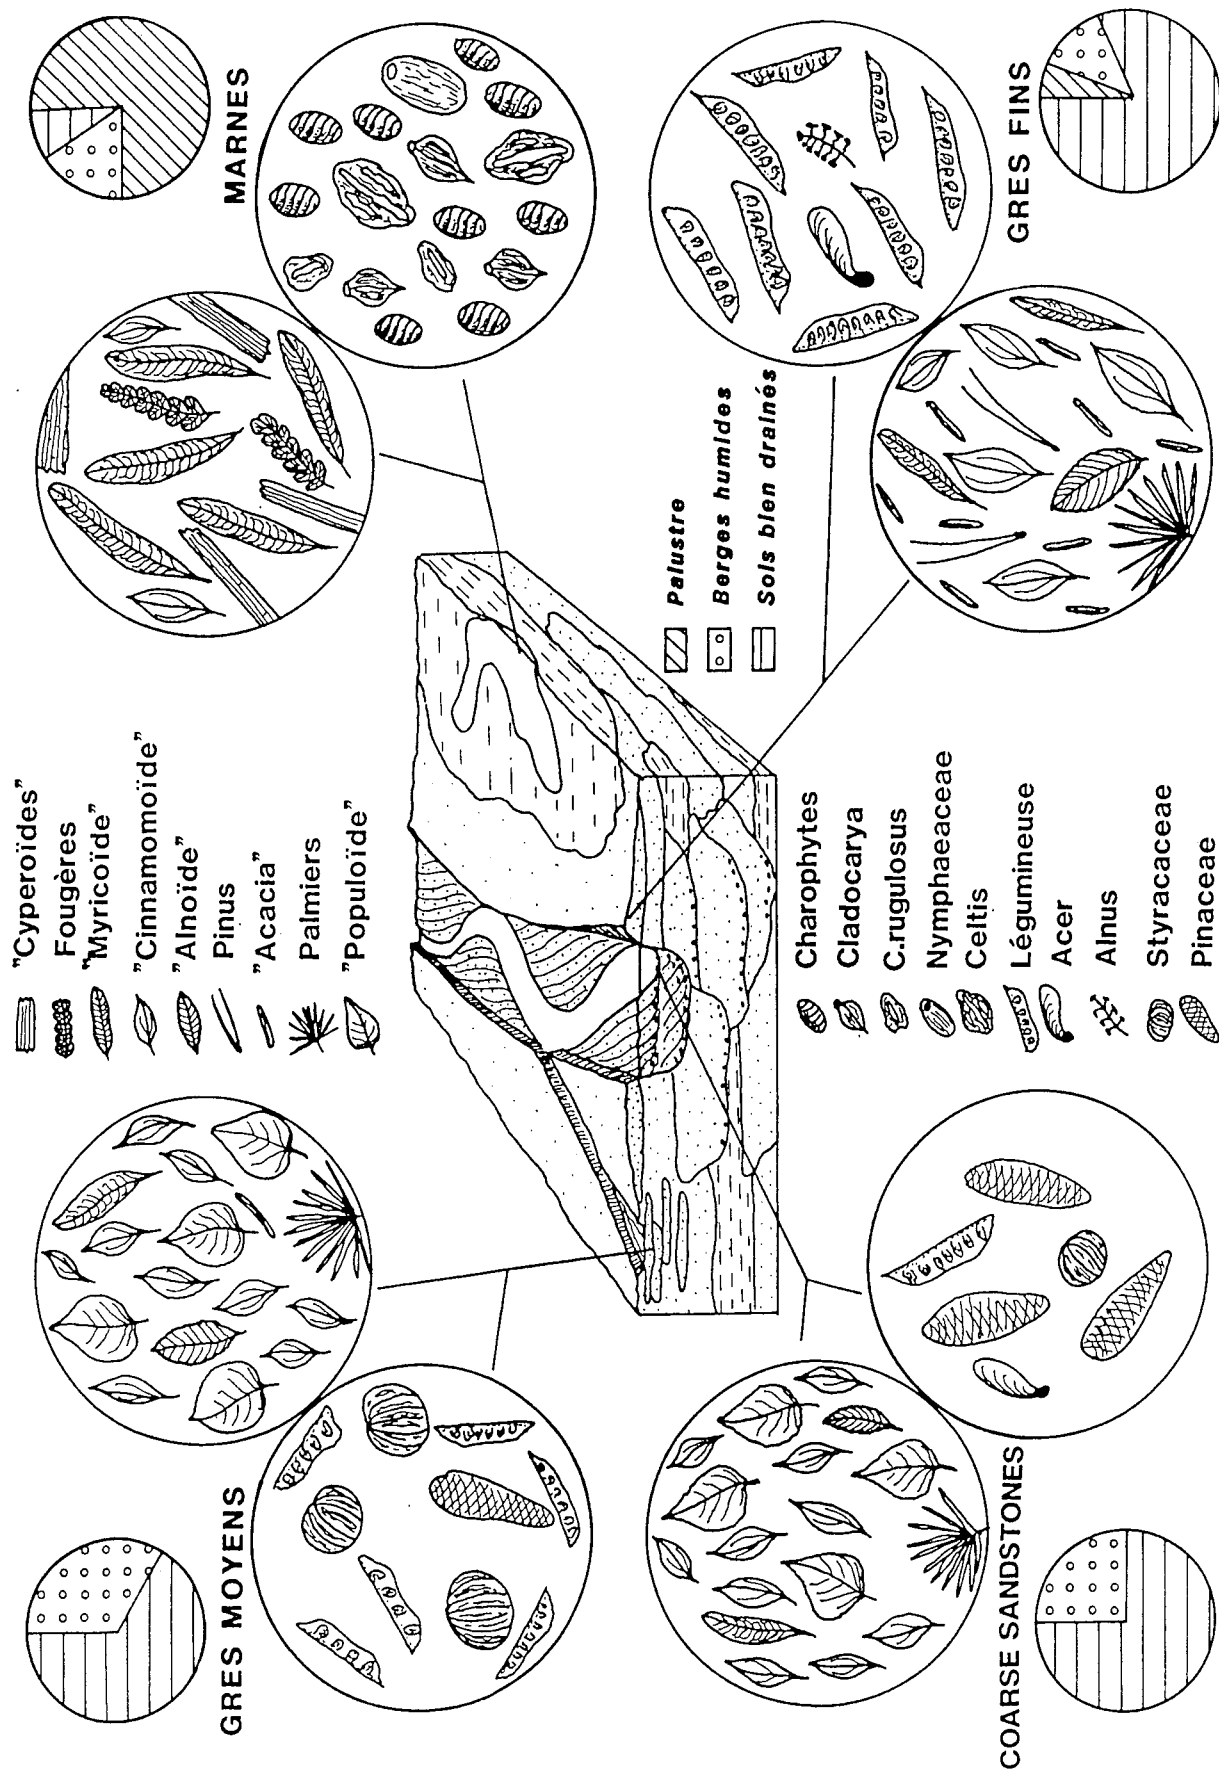 GRES MOYENS
MARNES
"Cyperoïdes"
Fougères
"Myricoïde"
"Cinnamomoïde"
"Alnoïde"
Pinus
"Acacia"
Palmiers
"Populoïde"
Palustre
Berges humides
Sols bien drainés
Charophytes
Cladocarya
C.rugulosus
Nymphaeaceae
Celtis
Légumineuse
Acer
Alnus
Styracaceae
Pinaceae
COARSE SANDSTONES
GRES FINS